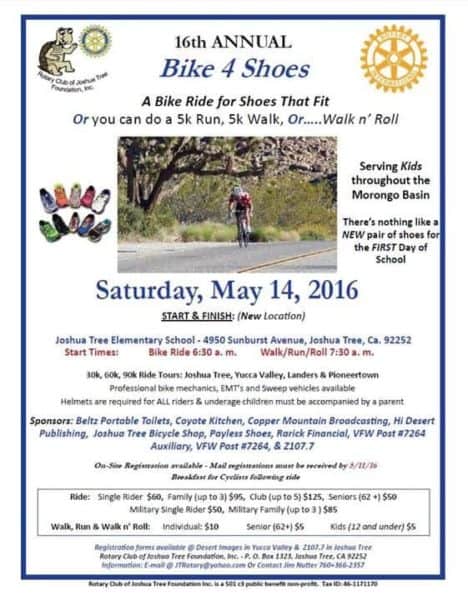 16th ANNUAL
Bike 4 Shoes
Rotary Club of Joshua Tree
Foundation, Inc.
A Bike Ride for Shoes That Fit
Or you can do a 5k Run, 5k Walk, Or…..Walk n' Roll
Serving Kids
throughout the
Morongo Basin
There's nothing like a
NEW pair of shoes for
the FIRST Day of
School
Saturday, May 14, 2016
START & FINISH: (New Location)
Joshua Tree Elementary School - 4950 Sunburst Avenue, Joshua Tree, Ca. 92252
Start Times: Bike Ride 6:30 a. m. Walk/Run/Roll 7:30 a. m.
30k, 60k, 90k Ride Tours: Joshua Tree, Yucca Valley, Landers & Pioneertown
Professional bike mechanics, EMT's and Sweep vehicles available
Helmets are required for ALL riders & underage children must be accompanied by a parent
Sponsors: Beltz Portable Toilets, Coyote Kitchen, Copper Mountain Broadcasting, Hi Desert
Publishing, Joshua Tree Bicycle Shop, Payless Shoes, Rarick Financial, VFW Post #7264
Auxiliary, VFW Post #7264, & Z107.7
On-Site Registration available - Mail registrations must be received by 5/11/16
Breakfast for Cyclists following ride
Ride: Single Rider $60, Family (up to 3) $95, Club (up to 5) $125, Seniors (62 +) $50
Military Single Rider $50, Military Family (up to 3 ) $85
Walk, Run & Walk n' Roll: Individual: $10 Senior (62+) $5 Kids (12 and under) $5
Registration forms available @ Desert Images in Yucca Valley & Z107.7 in Joshua Tree
Rotary Club of Joshua Tree Foundation, Inc. - P. O. Box 1323, Joshua Tree, CA 92252
Information: E-mail @ JTRotary@yahoo.com Or Contact Jim Nutter 760•366-2357
Rotary Club of Joshua Tree Foundation Inc. is a 501 c3 public benefit non-profit. Tax ID: 46-1171170